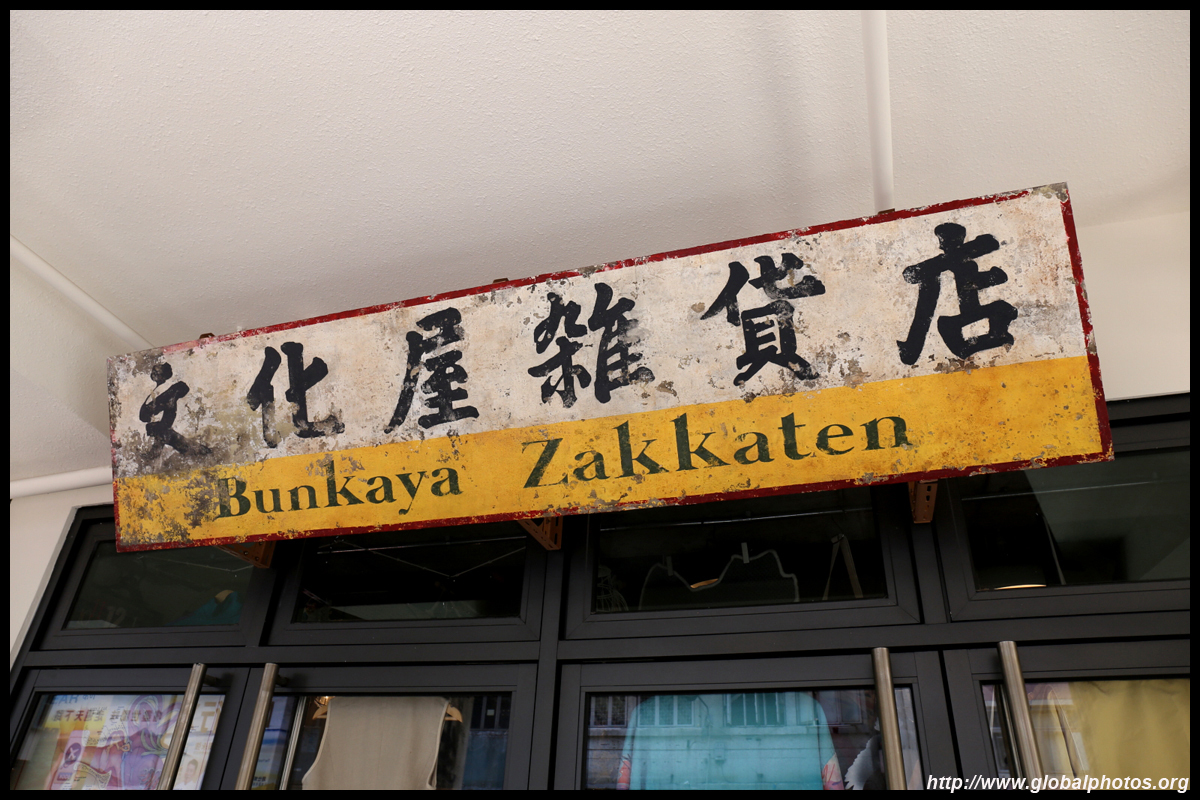 文化屋雑貨店
Bunkaya Zakkaten
http://www.globalphotos.org